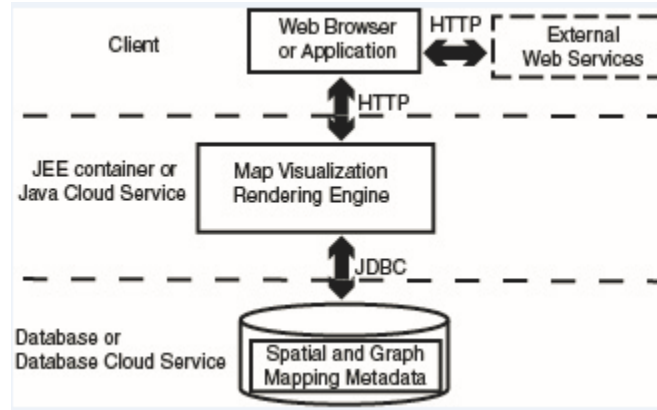 Client
Web Browser
or Application
HTTP
External
Web Services
HTTP
JEE container or
Java Cloud Service
Map Visualization
Rendering Engine
JDBC
Database or
Database Cloud Service
Spatial and Graph
Mapping Metadata